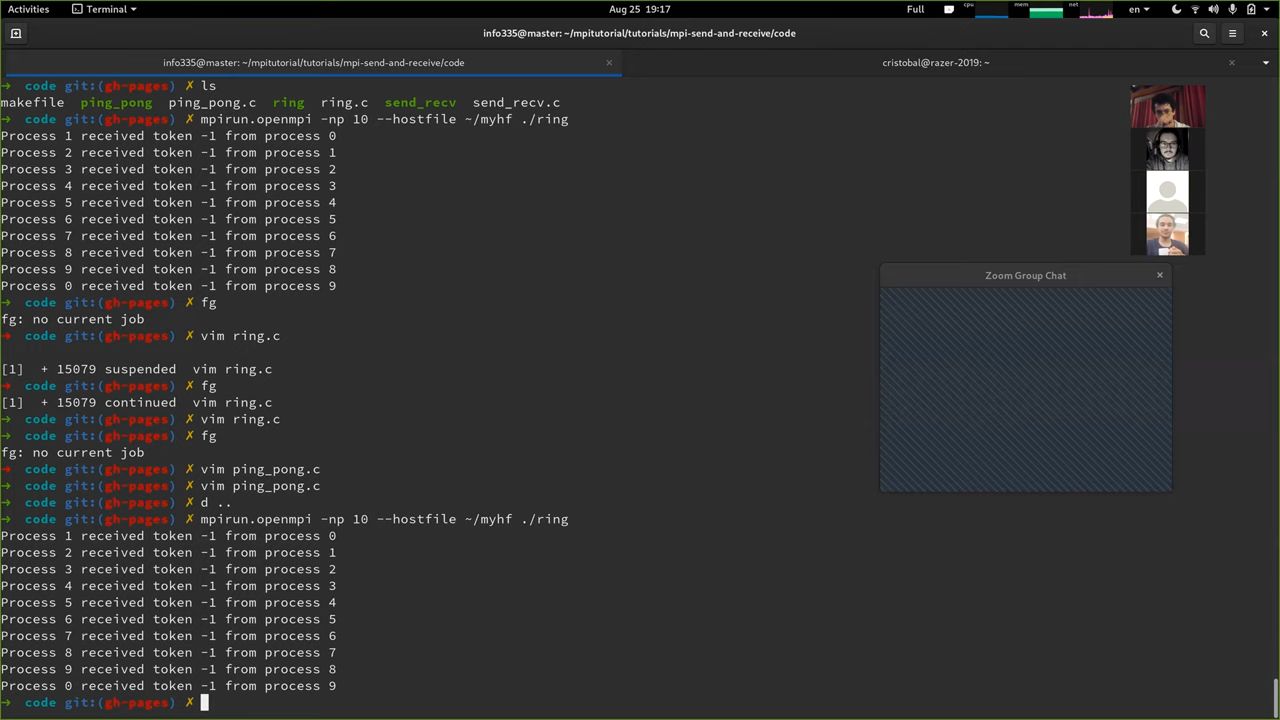 Activities Terminal Aug 25 19:17 Full cpu mem net en
info335@master: ~/mpitutorial/tutorials/mpi-send-and-receive/code
info335@master: ~/mpitutorial/tutorials/mpi-send-and-receive/code × cristobal@razer-2019: ~ ×
→ code git:(gh-pages) ✗ ls
makefile ping_pong ping_pong.c ring ring.c send_recv send_recv.c
→ code git:(gh-pages) ✗ mpirun.openmpi -np 10 --hostfile ~/myhf ./ring
Process 1 received token -1 from process 0
Process 2 received token -1 from process 1
Process 3 received token -1 from process 2
Process 4 received token -1 from process 3
Process 5 received token -1 from process 4
Process 6 received token -1 from process 5
Process 7 received token -1 from process 6
Process 8 received token -1 from process 7
Process 9 received token -1 from process 8
Process 0 received token -1 from process 9
→ code git:(gh-pages) ✗ fg
fg: no current job
→ code git:(gh-pages) ✗ vim ring.c
[1] + 15079 suspended vim ring.c
→ code git:(gh-pages) ✗ fg
[1] + 15079 continued vim ring.c
→ code git:(gh-pages) ✗ vim ring.c
→ code git:(gh-pages) ✗ fg
fg: no current job
→ code git:(gh-pages) ✗ vim ping_pong.c
→ code git:(gh-pages) ✗ vim ping_pong.c
→ code git:(gh-pages) ✗ d ..
→ code git:(gh-pages) ✗ mpirun.openmpi -np 10 --hostfile ~/myhf ./ring
Process 1 received token -1 from process 0
Process 2 received token -1 from process 1
Process 3 received token -1 from process 2
Process 4 received token -1 from process 3
Process 5 received token -1 from process 4
Process 6 received token -1 from process 5
Process 7 received token -1 from process 6
Process 8 received token -1 from process 7
Process 9 received token -1 from process 8
Process 0 received token -1 from process 9
→ code git:(gh-pages) ✗
Zoom Group Chat ×